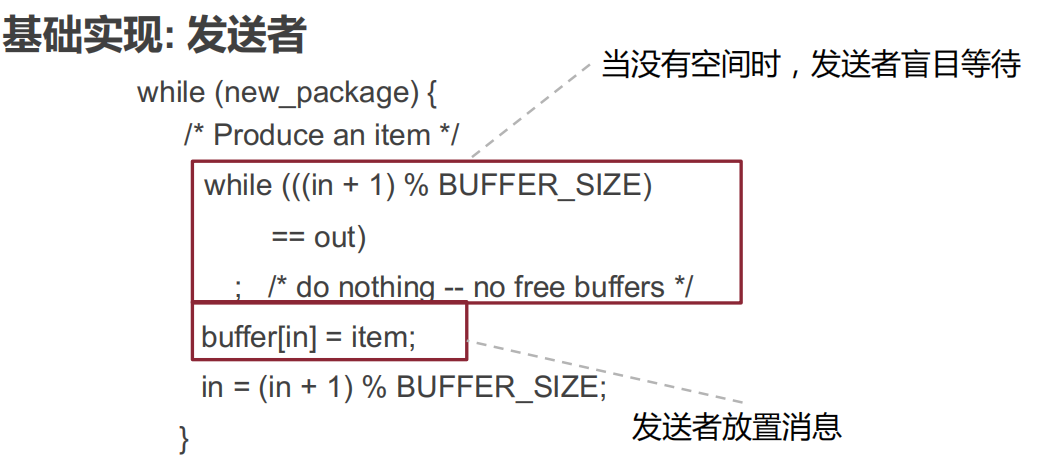 基础实现: 发送者
当没有空间时，发送者盲目等待
while (new_package) {
/* Produce an item */
while (((in + 1) % BUFFER_SIZE)
== out)
; /* do nothing -- no free buffers */
buffer[in] = item;
in = (in + 1) % BUFFER_SIZE;
发送者放置消息
}